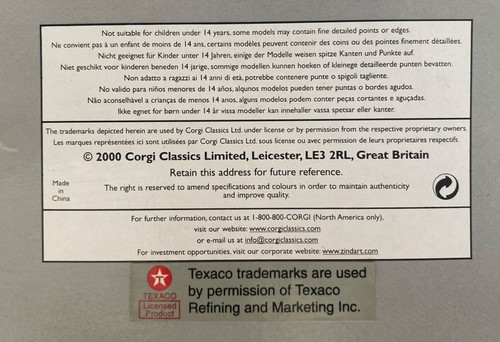 Not suitable for children under 14 years, some models may contain fine detailed points or edges.
Ne convient pas à un enfant de moins de 14 ans, certains modèles peuvent contenir des coins ou des pointes finement détaillées.
Nicht geeignet für Kinder unter 14 Jahren, einige der Modelle weisen spitze Kanten und Punkte auf.
Niet geschikt voor kinderen beneden 14 jarige, sommige modellen kunnen hoeken of kleinege detailleerde punten bevatten.
Non adatto a ragazzi ai 14 anni di età, potrebbe contenere punte o spigoli tagliente.
No valido para niños menores de 14 años, alqunos modelos pueden tener puntas o bordes agudos.
Não aconselhável a crianças de menos 14 anos, alguns modelos podem conter peças cortantes e aguçadas.
Ikke egnet for børn under 14 år vissa modeller kan innehaller vassa spetsar eller kanter.
The trademarks depicted herein are used by Corgi Classics Ltd. under license or by permission from the respective proprietary owners.
Les marques représentées ici sont utilisées par Corgi Classics Ltd. sous license ou avec permission de leurs proprietaires respectifs.
© 2000 Corgi Classics Limited, Leicester, LE3 2RL, Great Britain
Retain this address for future reference.
Made in China
The right is reserved to amend specifications and colours in order to maintain authenticity
and improve quality.
For further information, contact us at 1-800-800-CORGI (North America only),
visit our website: www.corgiclassics.com
or e-mail us at info@corgiclassics.com
For investment opportunities, visit our corporate website: www.zindart.com
TEXACO
Licensed
Product
Texaco trademarks are used
by permission of Texaco
Refining and Marketing Inc.